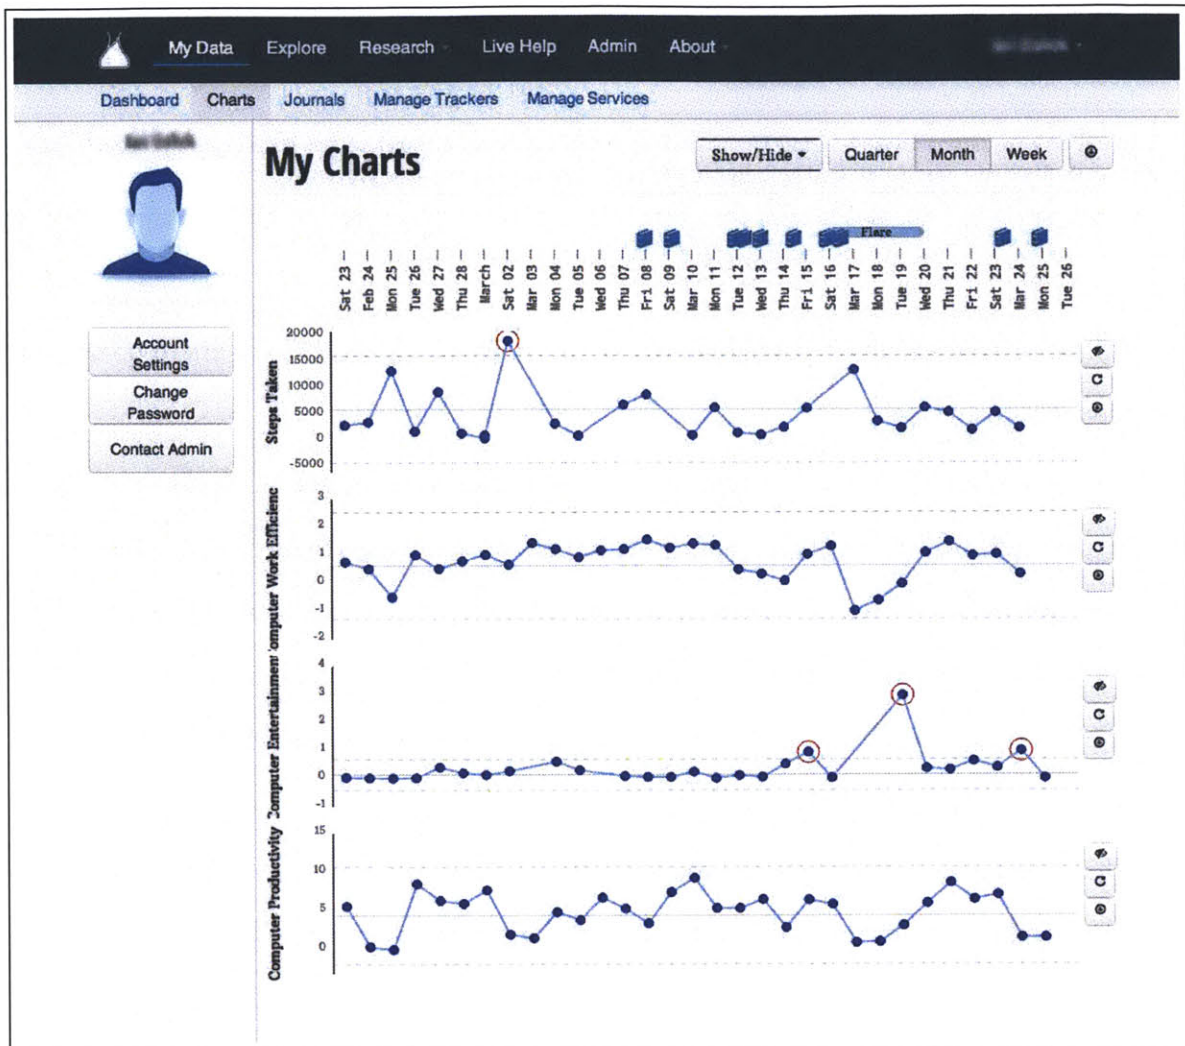 My Data Explore Research Live Help Admin About
Dashboard Charts Journals Manage Trackers Manage Services
My Charts
Show/Hide
Quarter Month Week
Flare
Sat 23
Feb 24
Mon 25
Tue 26
Wed 27
Thu 28
March
Sat 02
Mar 03
Mon 04
Tue 05
Wed 06
Thu 07
Fri 08
Sat 09
Mar 10
Mon 11
Tue 12
Wed 13
Thu 14
Fri 15
Sat 16
Mar 17
Mon 18
Tue 19
Wed 20
Thu 21
Fri 22
Sat 23
Mar 24
Mon 25
Tue 26
Account
Settings
Change
Password
Contact Admin
Steps Taken
20000
15000
10000
5000
0
-5000
Computer Work Efficienc
3
2
1
0
-1
-2
Computer Entertainment
4
3
2
1
0
-1
Computer Productivity
15
10
5
0